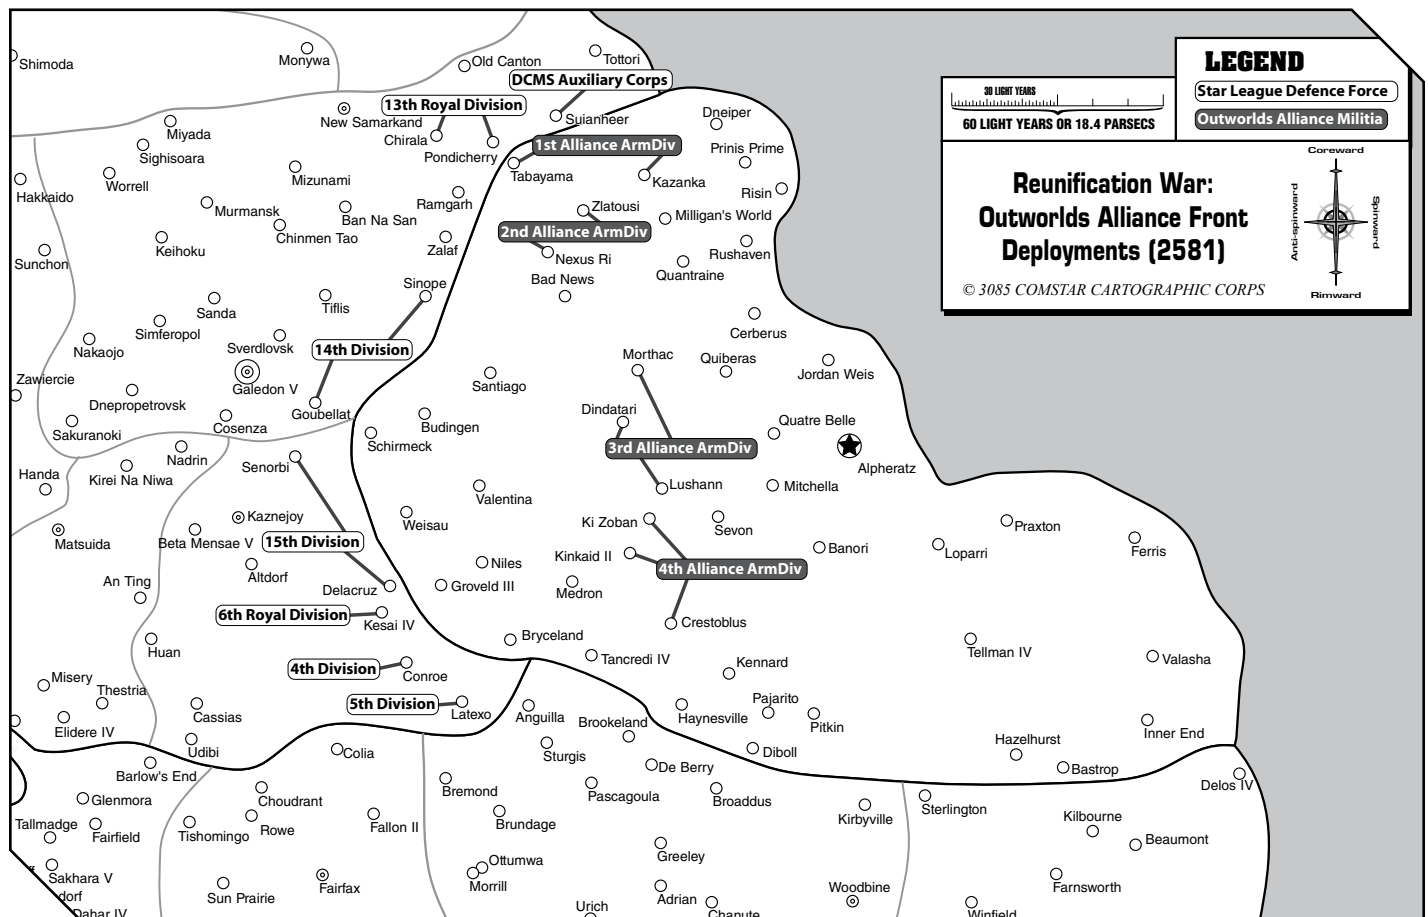 LEGEND
Star League Defence Force
Outworlds Alliance Militia
30 LIGHT YEARS
60 LIGHT YEARS OR 18.4 PARSECS
Reunification War:
Outworlds Alliance Front
Deployments (2581)
© 3085 COMSTAR CARTOGRAPHIC CORPS
Coreward
Anti-spinward
Spinward
Rimward
Shimoda
Monywa
Old Canton
Tottori
DCMS Auxiliary Corps
13th Royal Division
New Samarkand
Suianheer
Dneiper
Miyada
Chirala
Pondicherry
1st Alliance ArmDiv
Prinis Prime
Sighisoara
Tabayama
Kazanka
Worrell
Mizunami
Risin
Hakkaido
Murmansk
Ban Na San
Ramgarh
Zlatousi
Milligan's World
Chinmen Tao
2nd Alliance ArmDiv
Keihoku
Zalaf
Nexus Ri
Rushaven
Sunchon
Quantraine
Bad News
Sinope
Sanda
Tiflis
Simferopol
Cerberus
Nakaojo
Sverdlovsk
14th Division
Morthac
Quiberas
Jordan Weis
Zawiercie
Galedon V
Santiago
Dnepropetrovsk
Goubellat
Dindatari
Quatre Belle
Cosenza
Budingen
Sakuranoki
Schirmeck
3rd Alliance ArmDiv
Alpheratz
Nadrin
Senorbi
Handa
Kirei Na Niwa
Lushann
Mitchella
Valentina
Kaznejoy
Weisau
Ki Zoban
Sevon
Praxton
Matsuida
Beta Mensae V
15th Division
Banori
Loparri
Ferris
Kinkaid II
Niles
4th Alliance ArmDiv
Altdorf
An Ting
Delacruz
Groveld III
Medron
6th Royal Division
Kesai IV
Crestoblus
Bryceland
Huan
Tancredi IV
Kennard
Tellman IV
Valasha
4th Division
Conroe
Misery
Thestria
5th Division
Latexo
Anguilla
Brookeland
Haynesville
Pajarito
Pitkin
Elidere IV
Cassias
Inner End
Hazelhurst
Udibi
Colia
Sturgis
Diboll
Barlow's End
De Berry
Bastrop
Delos IV
Glenmora
Choudrant
Bremond
Pascagoula
Broaddus
Kirbyville
Sterlington
Tallmadge
Fairfield
Tishomingo
Rowe
Fallon II
Brundage
Kilbourne
Beaumont
Greeley
Ottumwa
Morrill
Sakhara V
Fairfax
Sun Prairie
Adrian
Woodbine
Farnsworth
dorf
Dahar IV
Urich
Chanute
Winfield